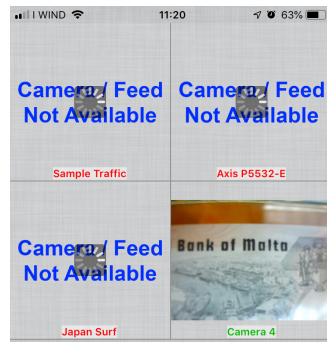 I WIND 11:20 63%
Camera / Feed
Not Available
Sample Traffic
Camera / Feed
Not Available
Axis P5532-E
Camera / Feed
Not Available
Japan Surf
Bank of Malta
Camera 4